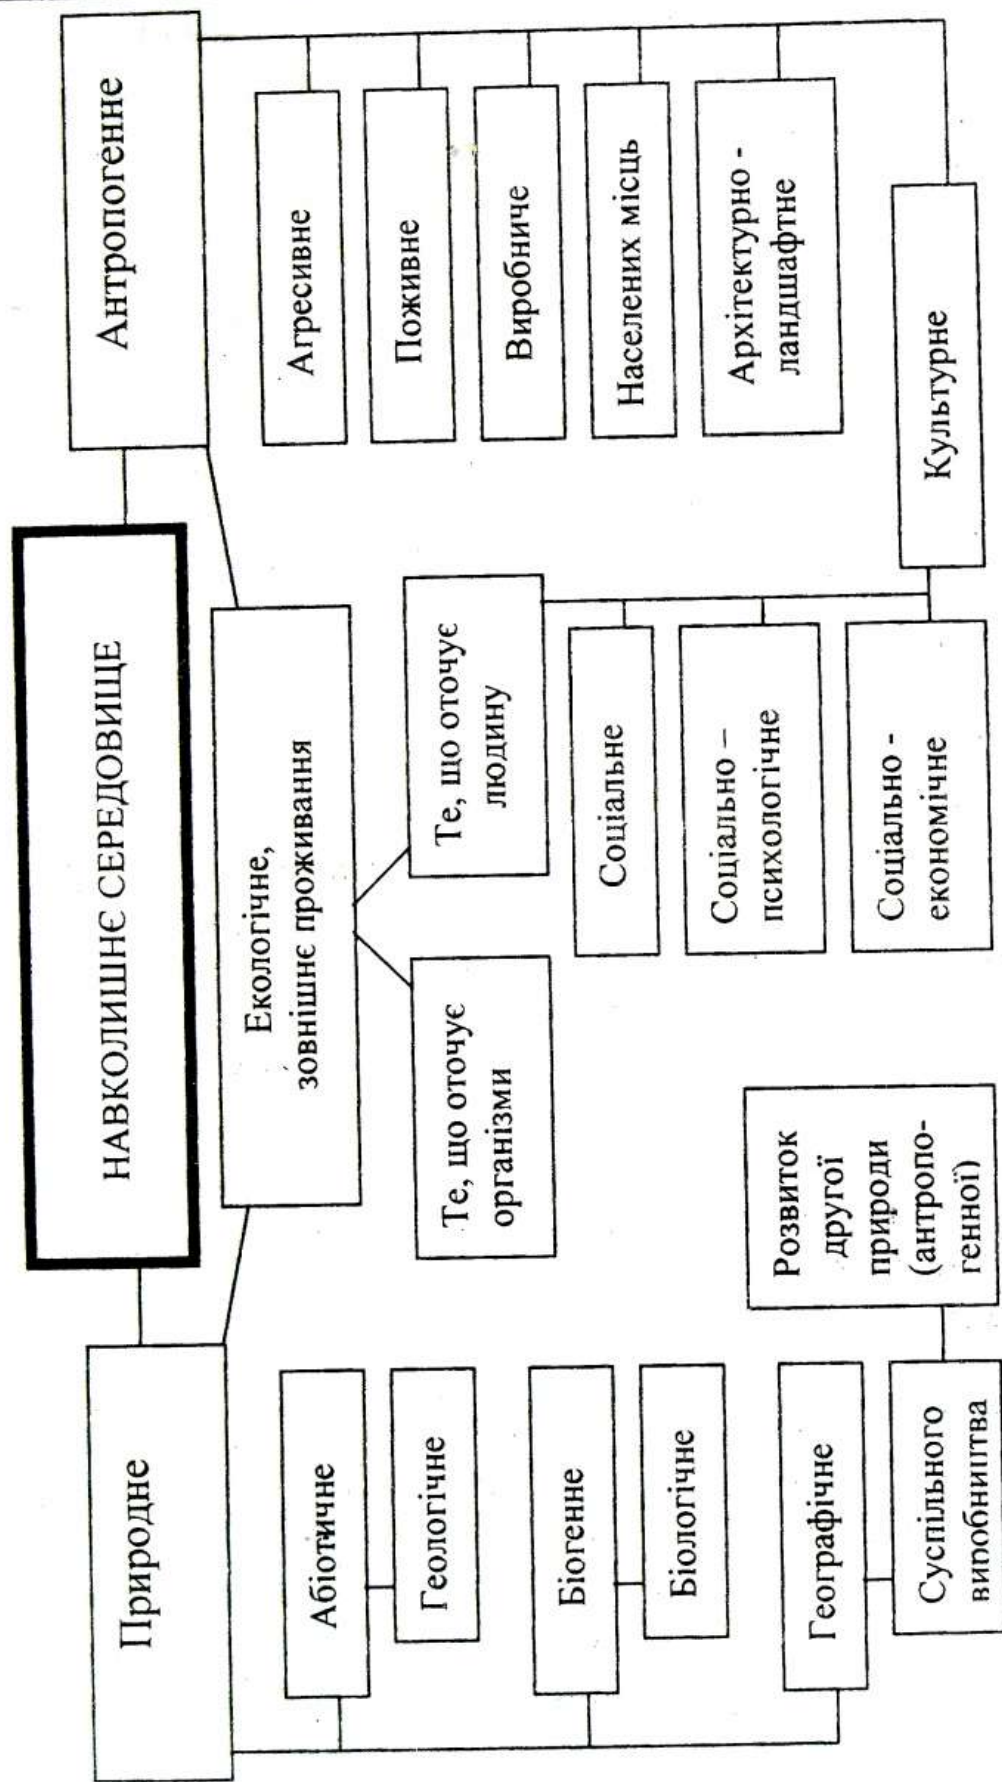 НАВКОЛИШНЄ СЕРЕДОВИЩЕ
Природне
Антропогенне
Екологічне,
зовнішнє проживання
Абіотичне
Геологічне
Біогенне
Біологічне
Географічне
Суспільного
виробництва
Розвиток
другої
природи
(антропо-
генної)
Те, що оточує
організми
Те, що оточує
людину
Соціальне
Соціально –
психологічне
Соціально -
економічне
Агресивне
Поживне
Виробниче
Населених місць
Архітектурно -
ландшафтне
Культурне